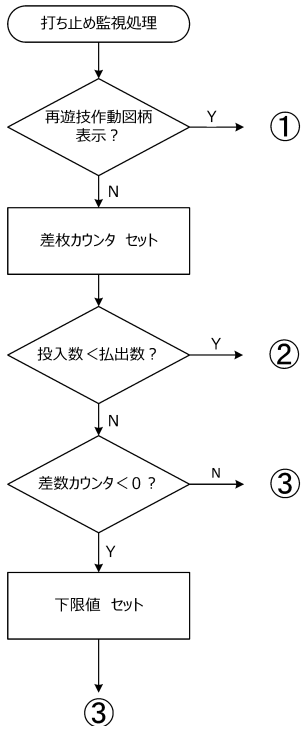 打ち止め監視処理
再遊技作動図柄
表示？
Y
①
N
差枚カウンタ セット
投入数＜払出数？
Y
②
N
差数カウンタ＜０？
N
③
Y
下限値 セット
③